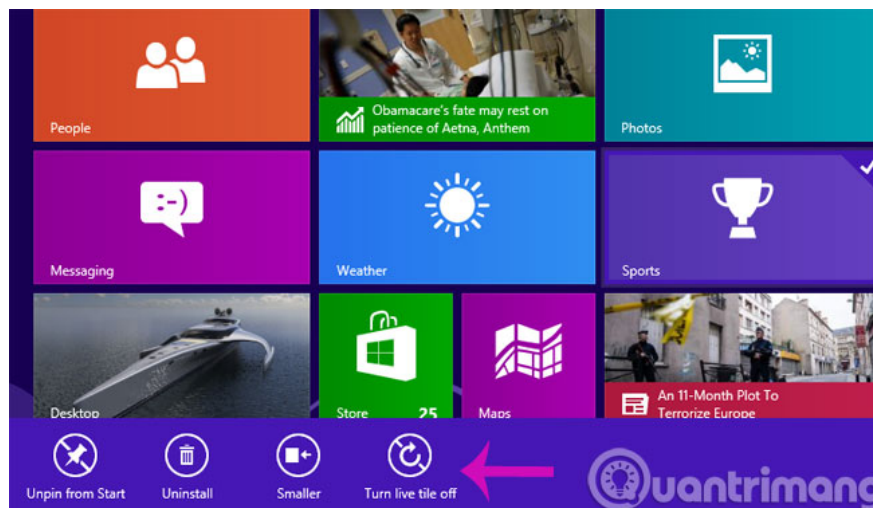 People
Obamacare's fate may rest on
patience of Aetna, Anthem
Photos
:-)
Messaging
Weather
Sports
Desktop
Store 25
Maps
An 11-Month Plot To
Terrorize Europe
Unpin from Start
Uninstall
Smaller
Turn live tile off
Quantrimang